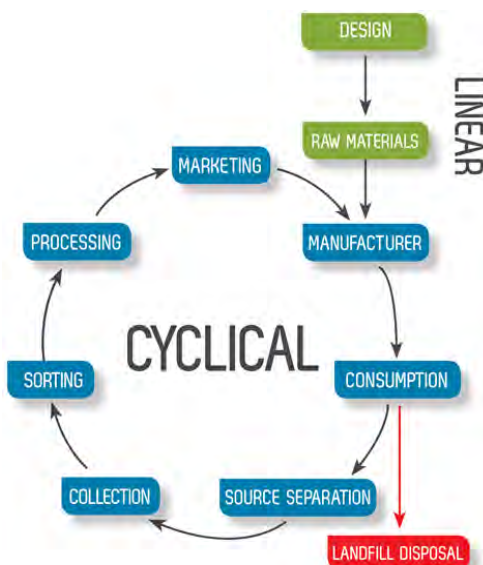 DESIGN
LINEAR
RAW MATERIALS
MARKETING
MANUFACTURER
PROCESSING
CYCLICAL
SORTING
CONSUMPTION
COLLECTION
SOURCE SEPARATION
LANDFILL DISPOSAL